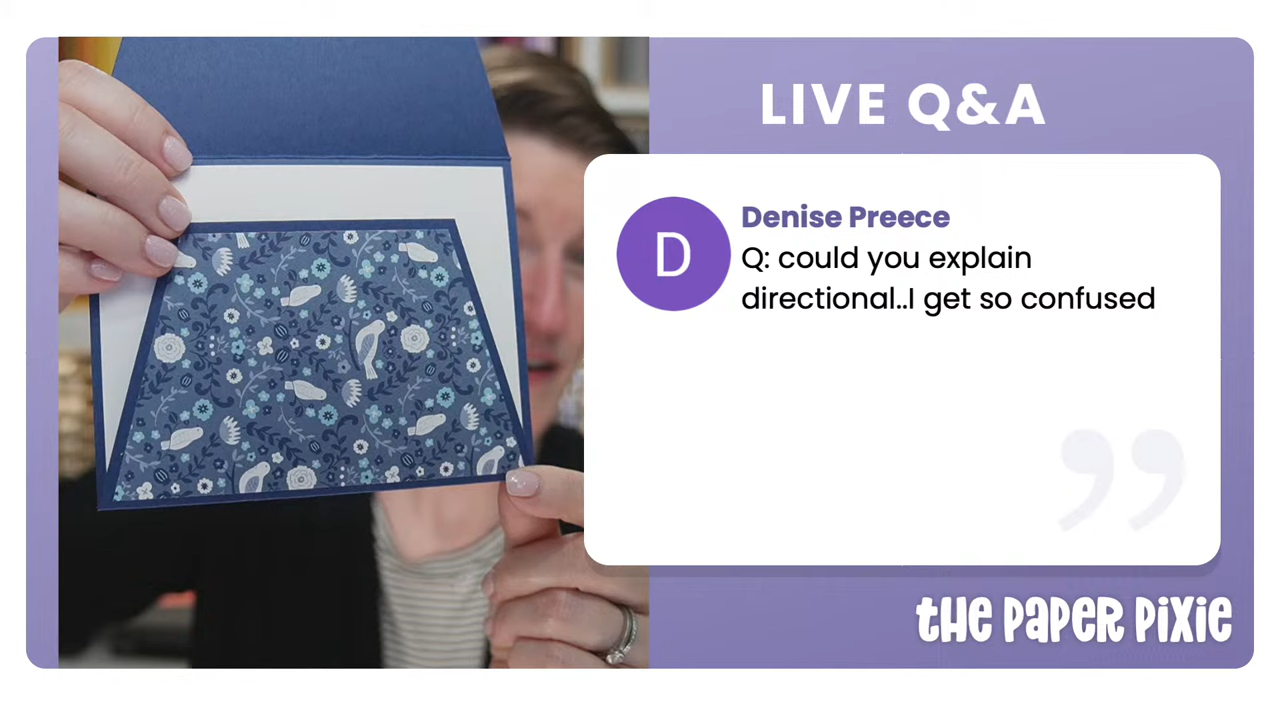 LIVE Q&A
D
Denise Preece
Q: could you explain
directional..I get so confused
the paper pixie